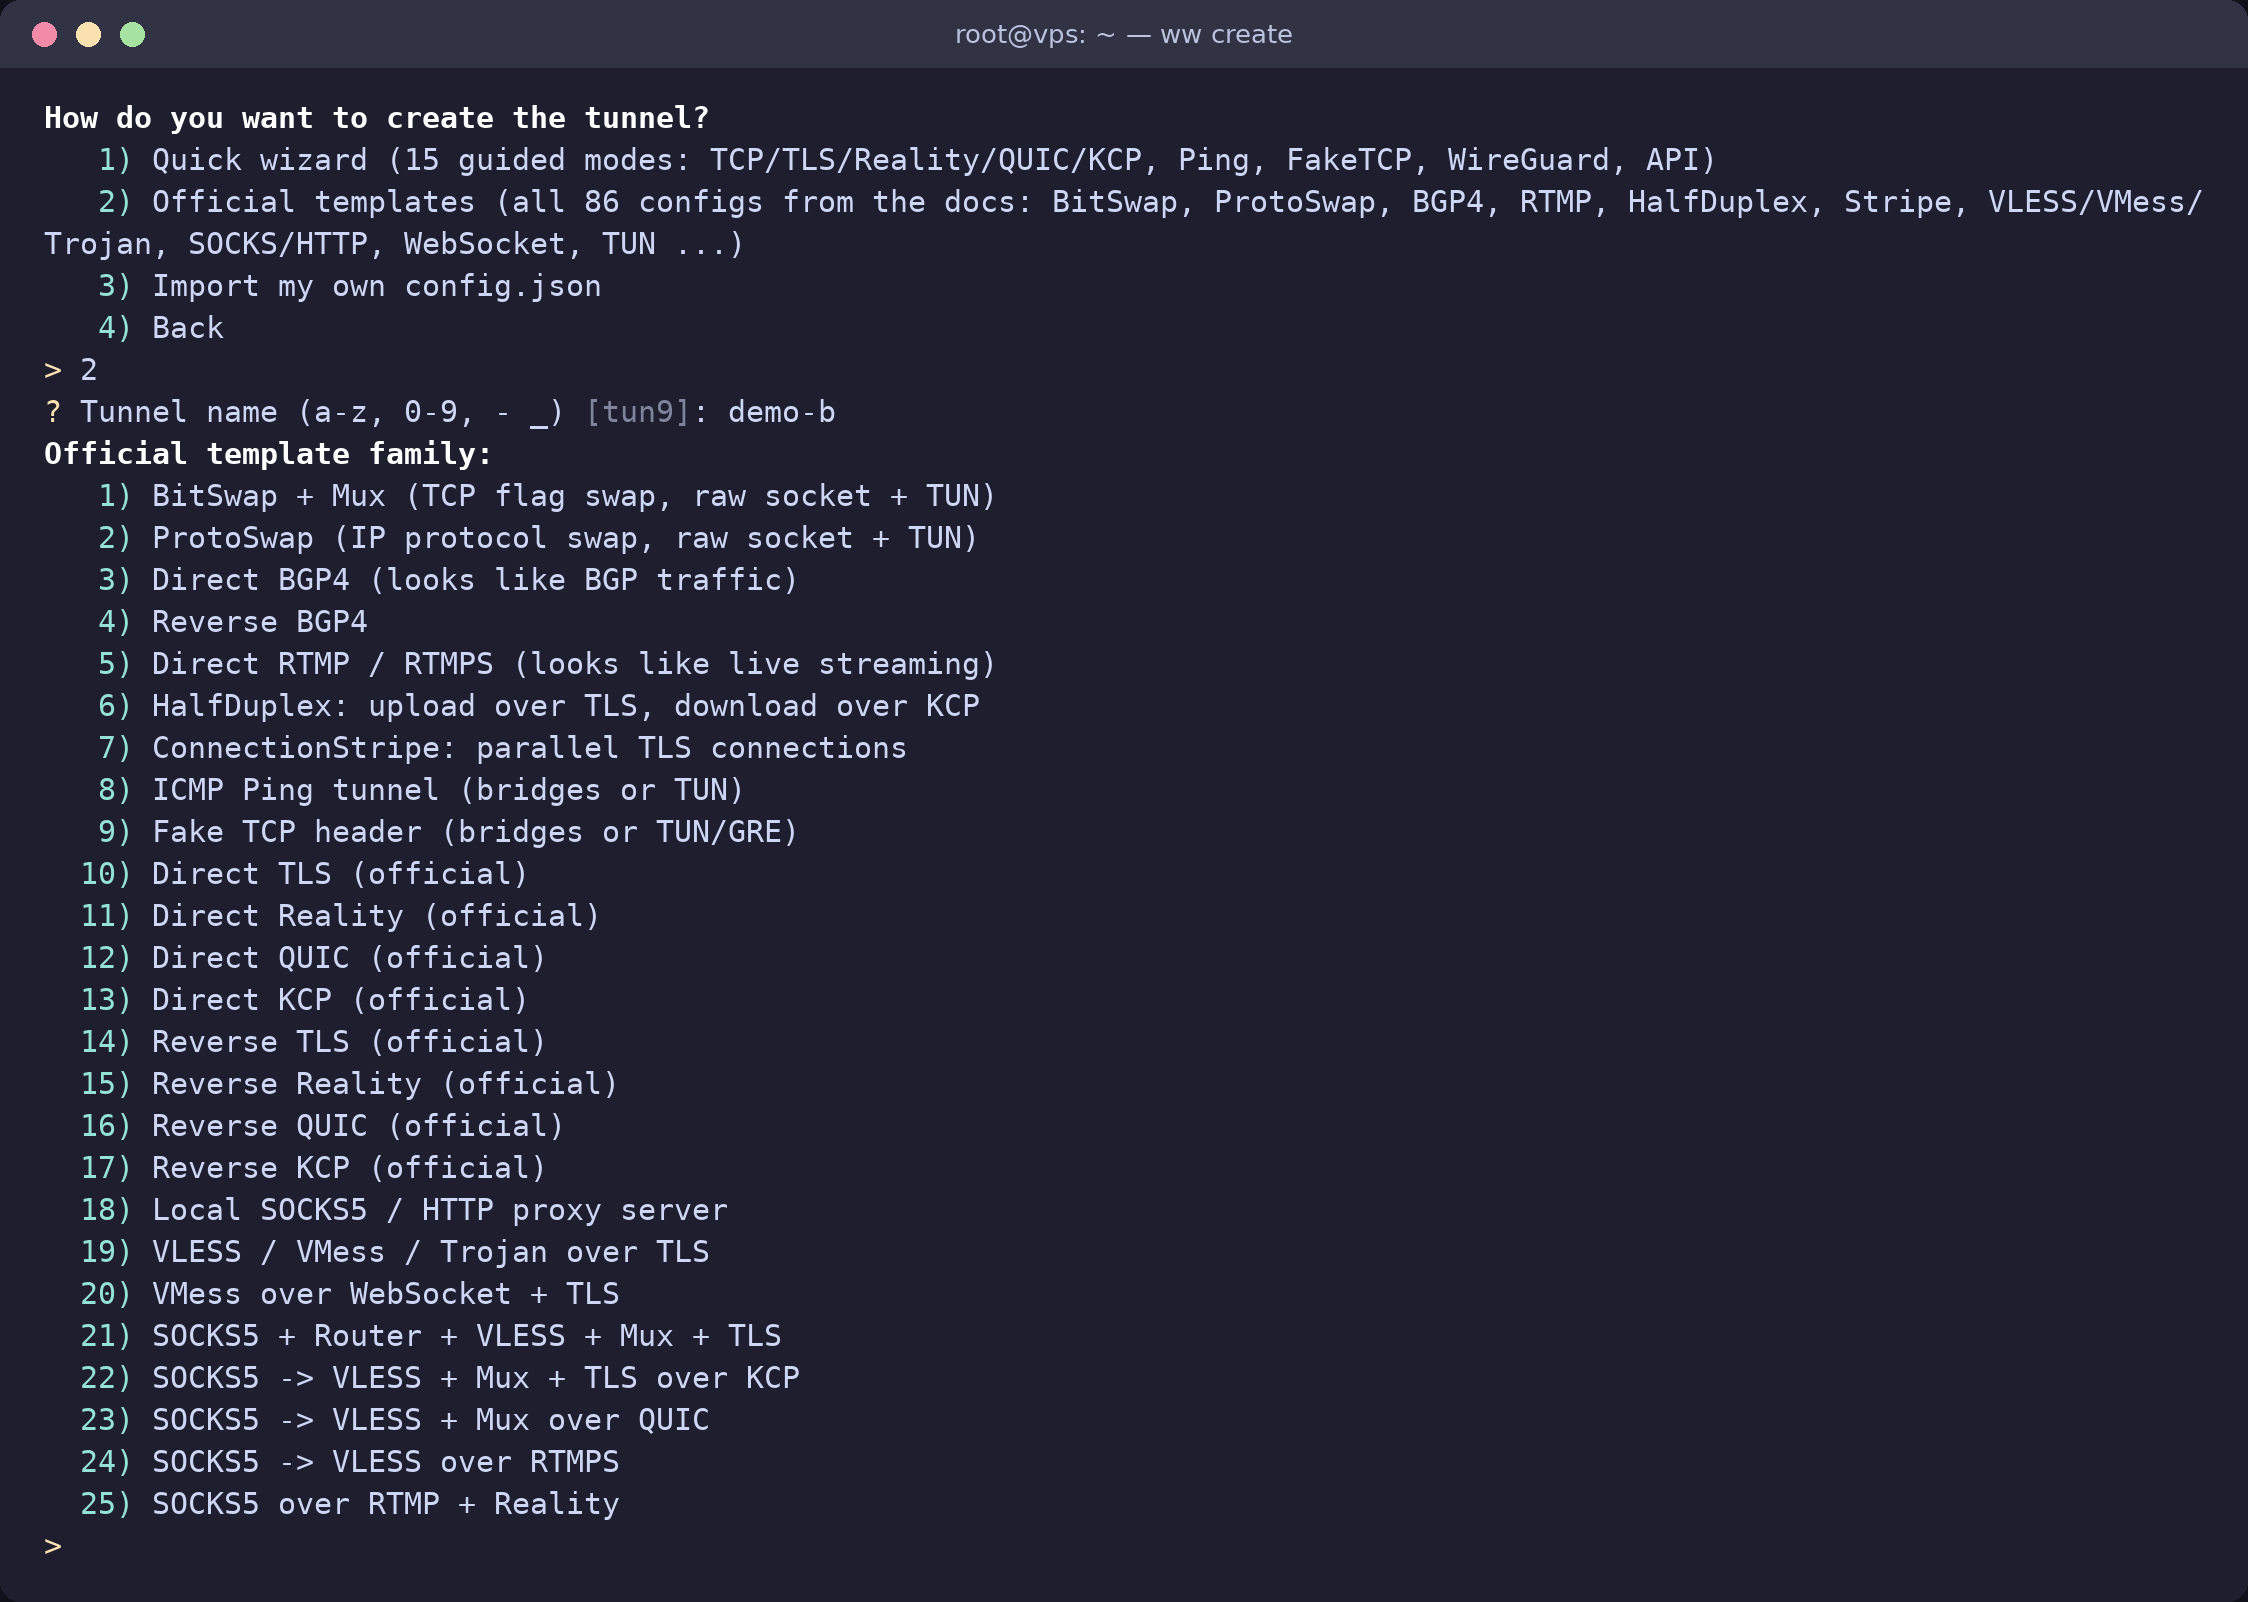 root@vps: ~ — ww create
How do you want to create the tunnel?
1) Quick wizard (15 guided modes: TCP/TLS/Reality/QUIC/KCP, Ping, FakeTCP, WireGuard, API)
2) Official templates (all 86 configs from the docs: BitSwap, ProtoSwap, BGP4, RTMP, HalfDuplex, Stripe, VLESS/VMess/
Trojan, SOCKS/HTTP, WebSocket, TUN ...)
3) Import my own config.json
4) Back
> 2
? Tunnel name (a-z, 0-9, - _) [tun9]: demo-b
Official template family:
1) BitSwap + Mux (TCP flag swap, raw socket + TUN)
2) ProtoSwap (IP protocol swap, raw socket + TUN)
3) Direct BGP4 (looks like BGP traffic)
4) Reverse BGP4
5) Direct RTMP / RTMPS (looks like live streaming)
6) HalfDuplex: upload over TLS, download over KCP
7) ConnectionStripe: parallel TLS connections
8) ICMP Ping tunnel (bridges or TUN)
9) Fake TCP header (bridges or TUN/GRE)
10) Direct TLS (official)
11) Direct Reality (official)
12) Direct QUIC (official)
13) Direct KCP (official)
14) Reverse TLS (official)
15) Reverse Reality (official)
16) Reverse QUIC (official)
17) Reverse KCP (official)
18) Local SOCKS5 / HTTP proxy server
19) VLESS / VMess / Trojan over TLS
20) VMess over WebSocket + TLS
21) SOCKS5 + Router + VLESS + Mux + TLS
22) SOCKS5 -> VLESS + Mux + TLS over KCP
23) SOCKS5 -> VLESS + Mux over QUIC
24) SOCKS5 -> VLESS over RTMPS
25) SOCKS5 over RTMP + Reality
>